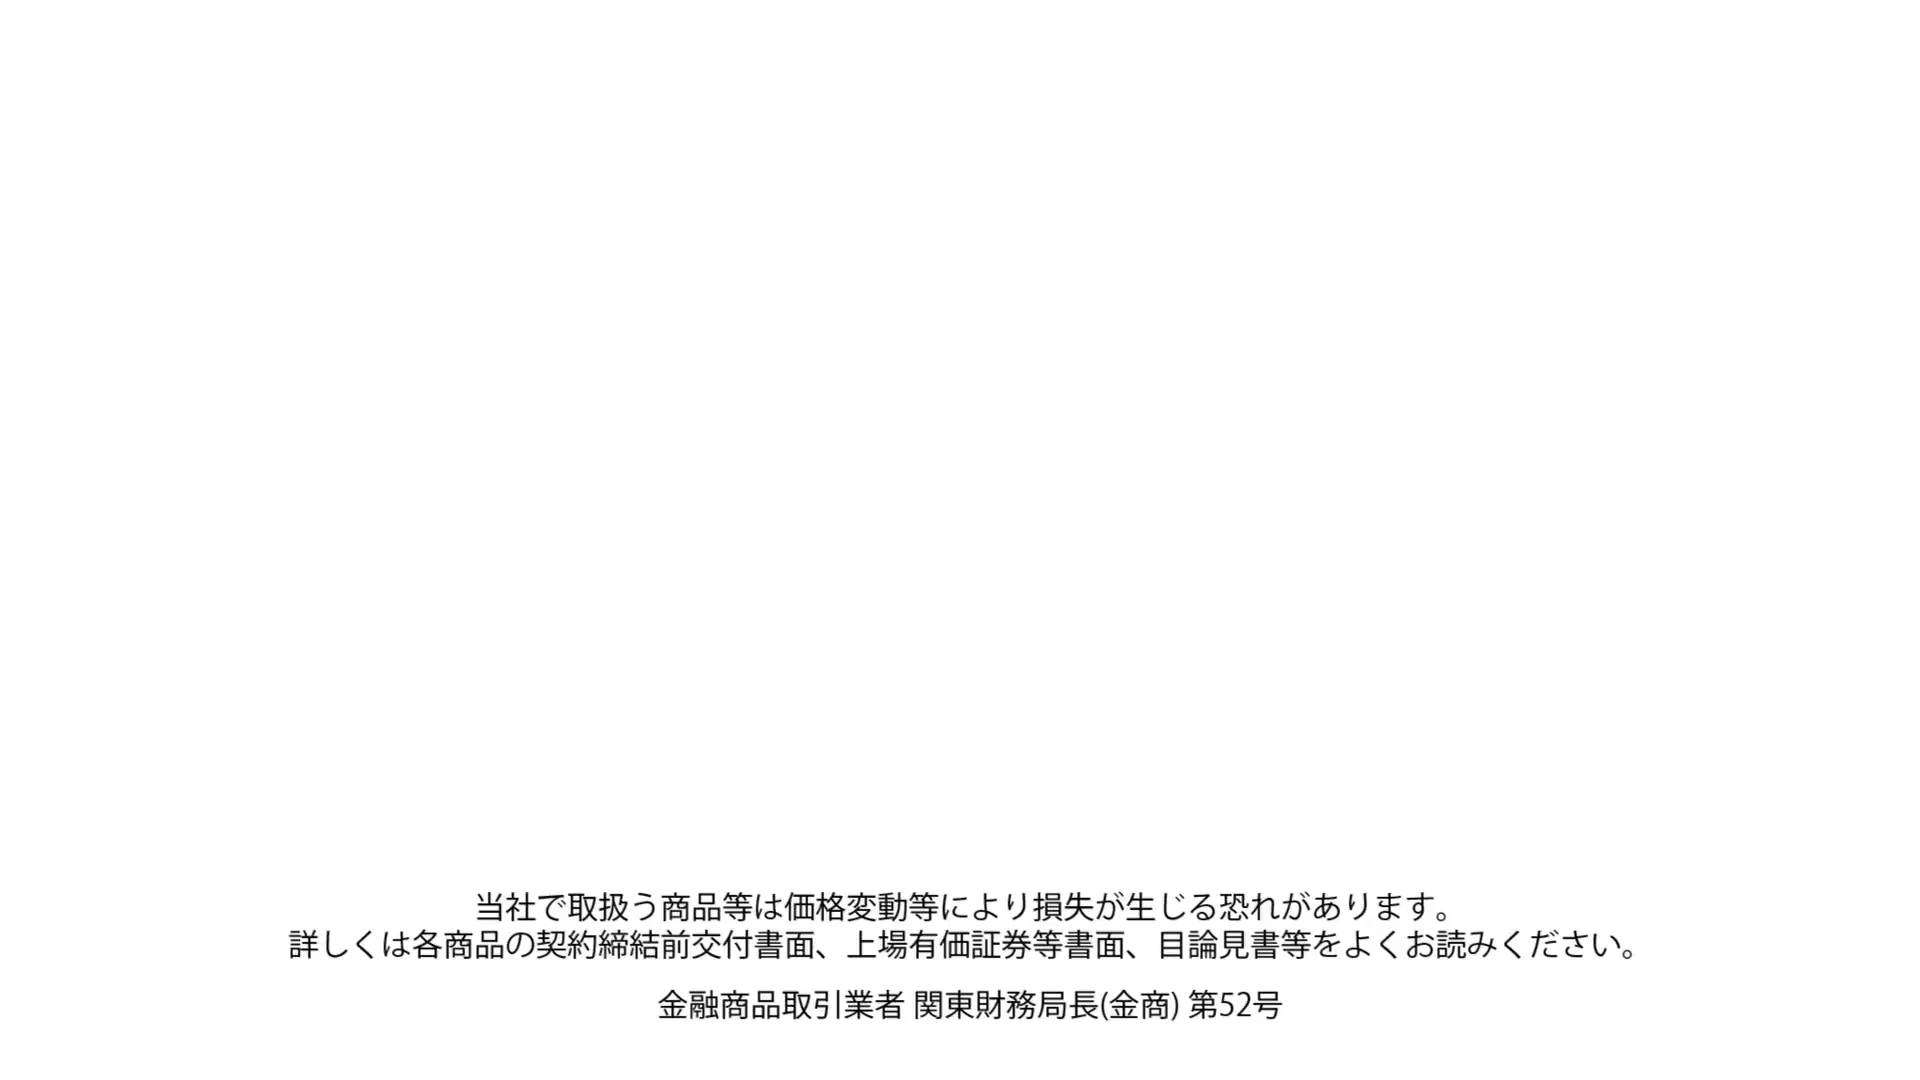 当社で取扱う商品等は価格変動等により損失が生じる恐れがあります。
詳しくは各商品の契約締結前交付書面、上場有価証券等書面、目論見書等をよくお読みください。
金融商品取引業者 関東財務局長(金商) 第52号